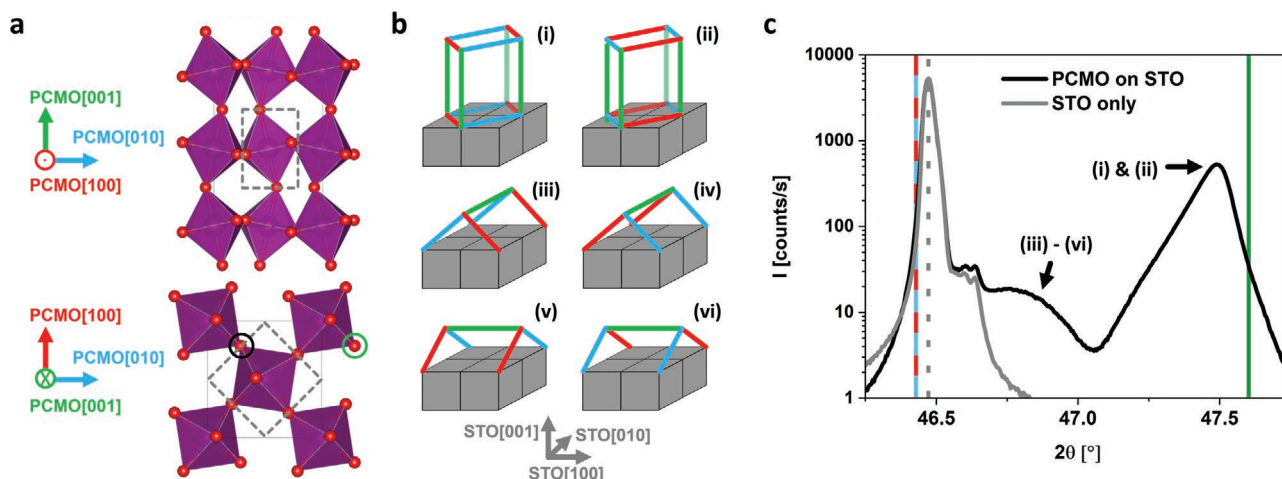 a
PCMO[001]
PCMO[010]
PCMO[100]
PCMO[100]
PCMO[010]
PCMO[001]
b
(i)
(ii)
(iii)
(iv)
(v)
(vi)
STO[001]
STO[010]
STO[100]
c
10000
1000
100
10
1
I [counts/s]
PCMO on STO
STO only
(i) & (ii)
(iii) - (vi)
46.5
47.0
47.5
2θ [°]